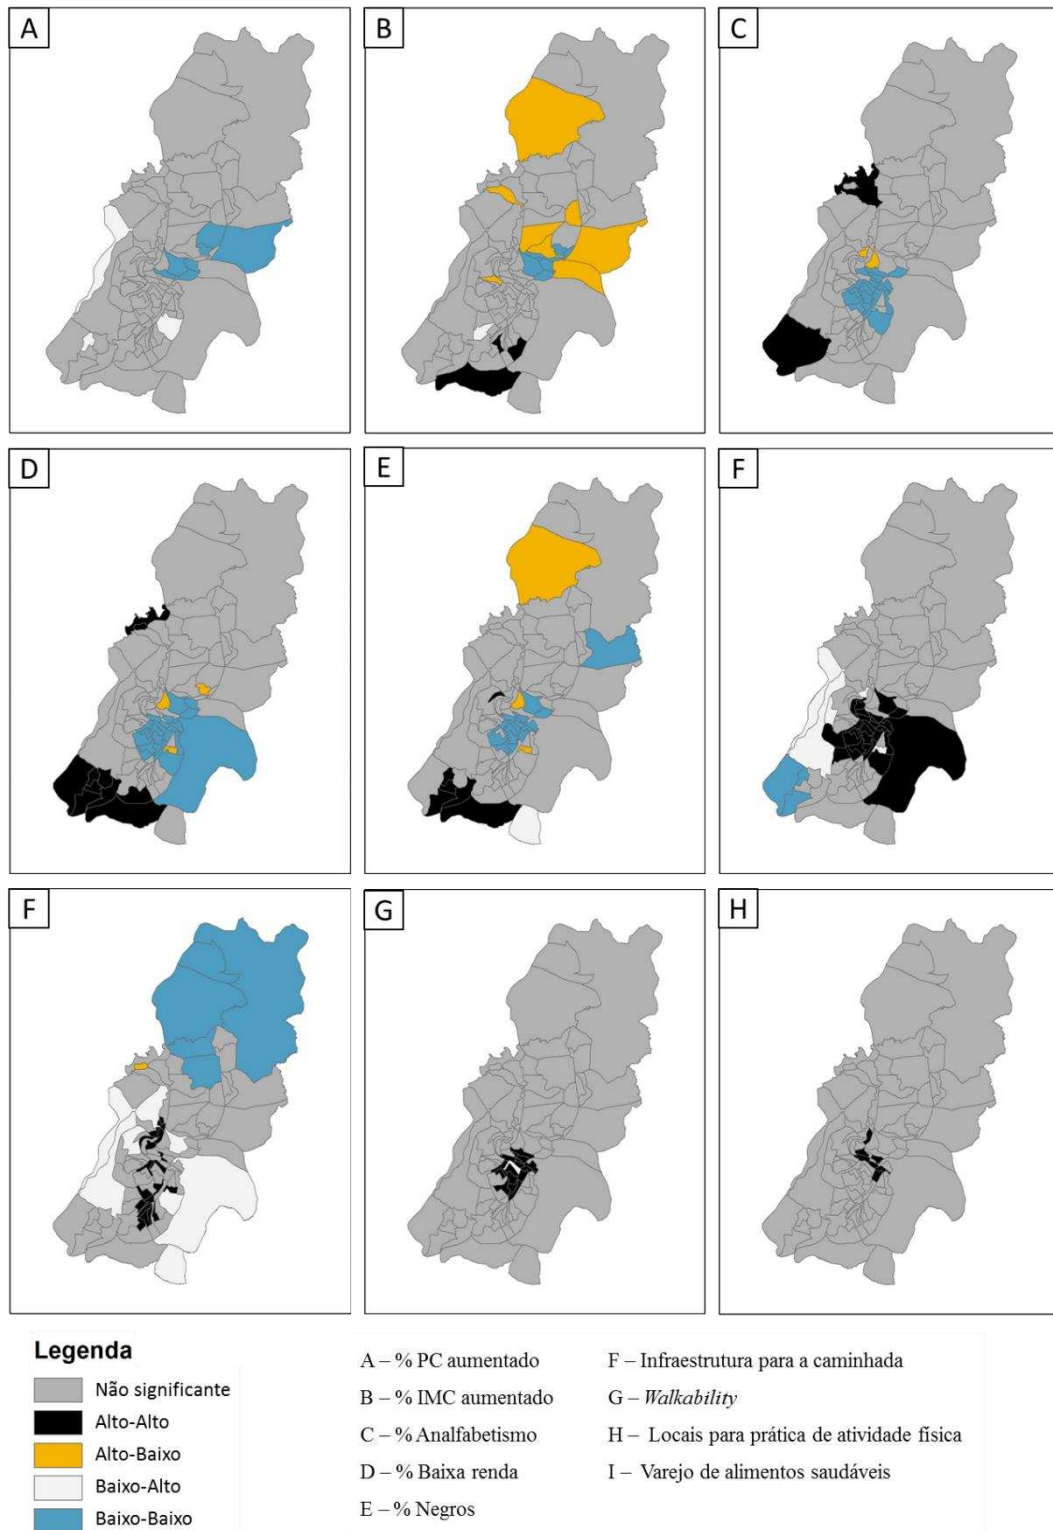 A
B
C
D
E
F
F
G
H
Legenda
Não significante
Alto-Alto
Alto-Baixo
Baixo-Alto
Baixo-Baixo
A – % PC aumentado
B – % IMC aumentado
C – % Analfabetismo
D – % Baixa renda
E – % Negros
F – Infraestrutura para a caminhada
G – Walkability
H – Locais para prática de atividade física
I – Varejo de alimentos saudáveis